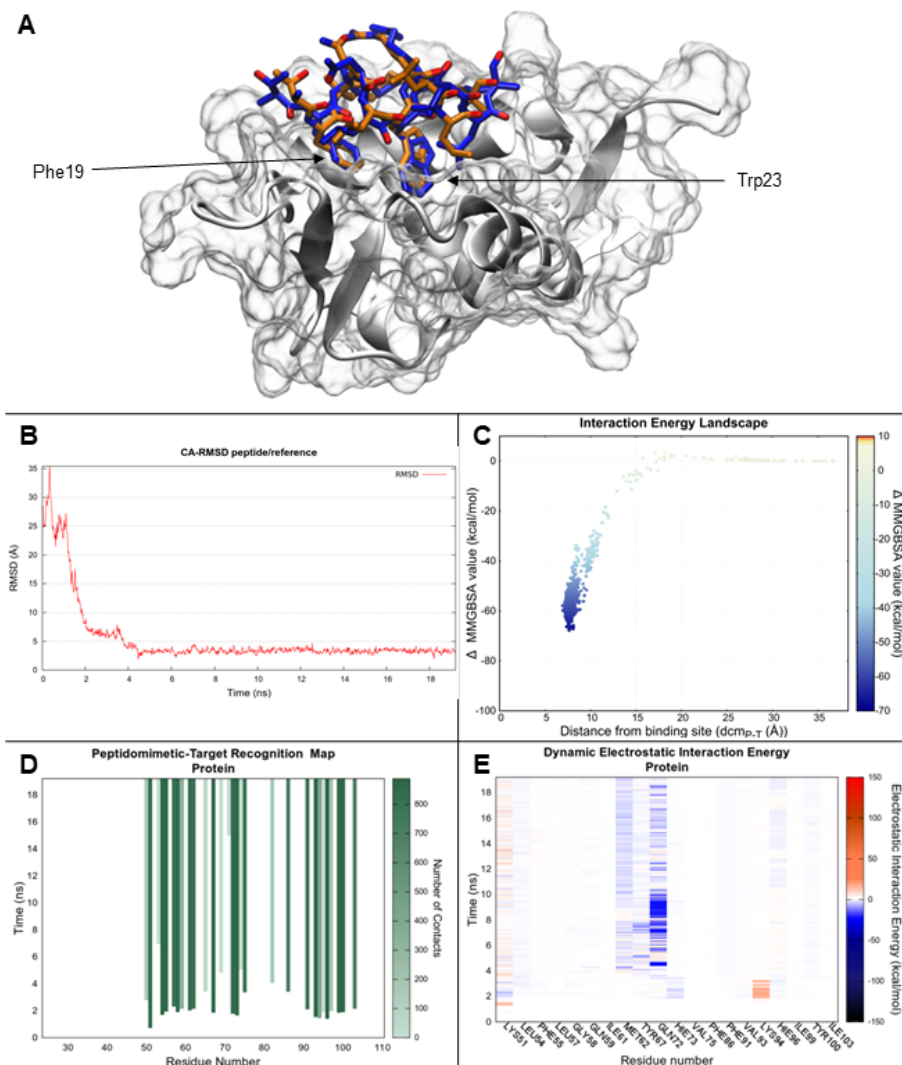 A
Phe19
Trp23
B
CA-RMSD peptide/reference
RMSD
RMSD (Å)
35
30
25
20
15
10
5
0
0 2 4 6 8 10 12 14 16 18
Time (ns)
C
Interaction Energy Landscape
Δ MMGBSA value (kcal/mol)
0
-20
-40
-60
-80
-100
0 5 10 15 20 25 30 35
Distance from binding site (dcmP-T (Å))
10
0
-10
-20
-30
-40
-50
-60
-70
Δ MMGBSA value (kcal/mol)
D
Peptidomimetic-Target Recognition Map
Protein
Time (ns)
18
16
14
12
10
8
6
4
2
0
30 40 50 60 70 80 90 100 110
Residue Number
800
700
600
500
400
300
200
100
0
Number of Contacts
E
Dynamic Electrostatic Interaction Energy
Protein
Time (ns)
18
16
14
12
10
8
6
4
2
0
LYS51
LEU54
PHE55
LEU57
GLY58
GLN59
ILE61
MET62
TYR67
GLN72
HIE73
VAL75
PHE86
PHE91
VAL93
LYS94
HIE96
ILE99
TYR100
ILE103
Residue number
150
100
50
0
-50
-100
-150
Electrostatic Interaction Energy (kcal/mol)